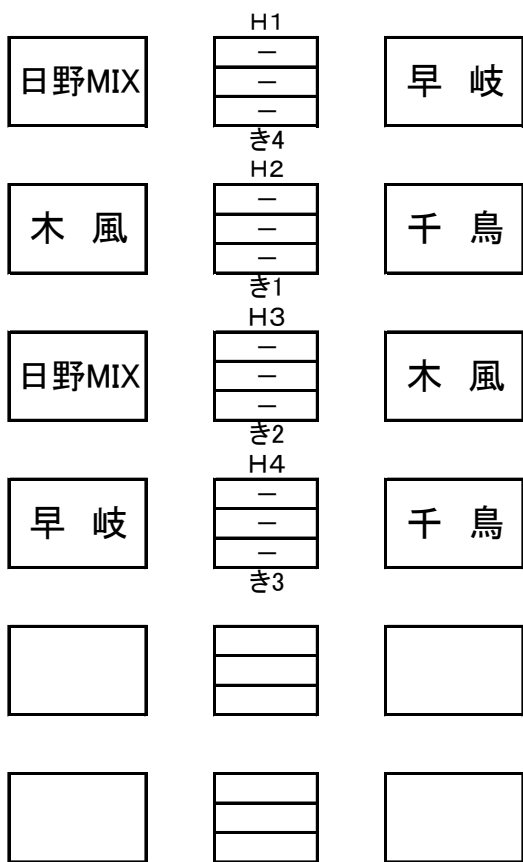 H1
－
日野MIX － 早 岐
－
き4
H2
－
木 風 － 千 鳥
－
き1
H3
－
日野MIX － 木 風
－
き2
H4
－
早 岐 － 千 鳥
－
き3